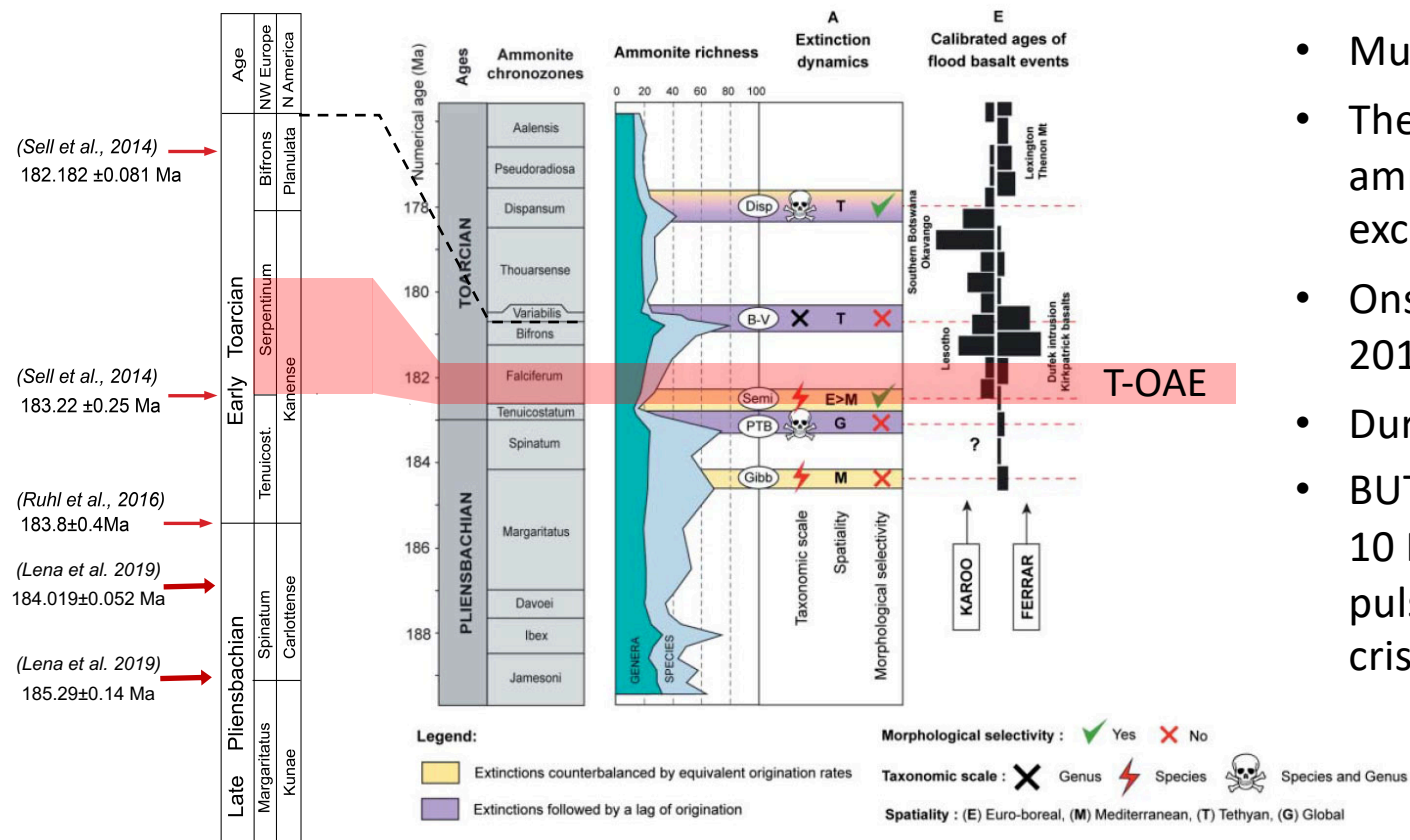 Age
NW Europe
N America
(Sell et al., 2014)
182.182 ±0.081 Ma
Bifrons
Planulata
Early Toarcian
Serpentinum
Kanense
(Sell et al., 2014)
183.22 ±0.25 Ma
Tenuicost.
(Ruhl et al., 2016)
183.8±0.4Ma
(Lena et al. 2019)
184.019±0.052 Ma
Late Pliensbachian
Spinatum
Carlottense
(Lena et al. 2019)
185.29±0.14 Ma
Margaritatus
Kunae
Numerical age (Ma)
178
180
182
184
186
188
Ages
TOARCIAN
PLIENSBACHIAN
Ammonite
chronozones
Aalensis
Pseudoradiosa
Dispansum
Thouarsense
Variabilis
Bifrons
Falciferum
Tenuicostatum
Spinatum
Margaritatus
Davoei
Ibex
Jamesoni
Ammonite richness
0 20 40 60 80 100
GENERA
SPECIES
A
Extinction
dynamics
Disp T
B-V T
Semi E>M
PTB G
Gibb M
Taxonomic scale
Spatiality
Morphological selectivity
E
Calibrated ages of
flood basalt events
Lexington
Thenon Mt
Southern Botswana
Okavango
Lesotho
Dufek intrusion
Kirkpatrick basalts
?
KAROO
FERRAR
T-OAE
Legend:
Extinctions counterbalanced by equivalent origination rates
Extinctions followed by a lag of origination
Morphological selectivity : Yes No
Taxonomic scale : Genus Species Species and Genus
Spatiality : (E) Euro-boreal, (M) Mediterranean, (T) Tethyan, (G) Global
• Mu
• The
am
exc
• Ons
201
• Dur
• BUT
10
puls
cris